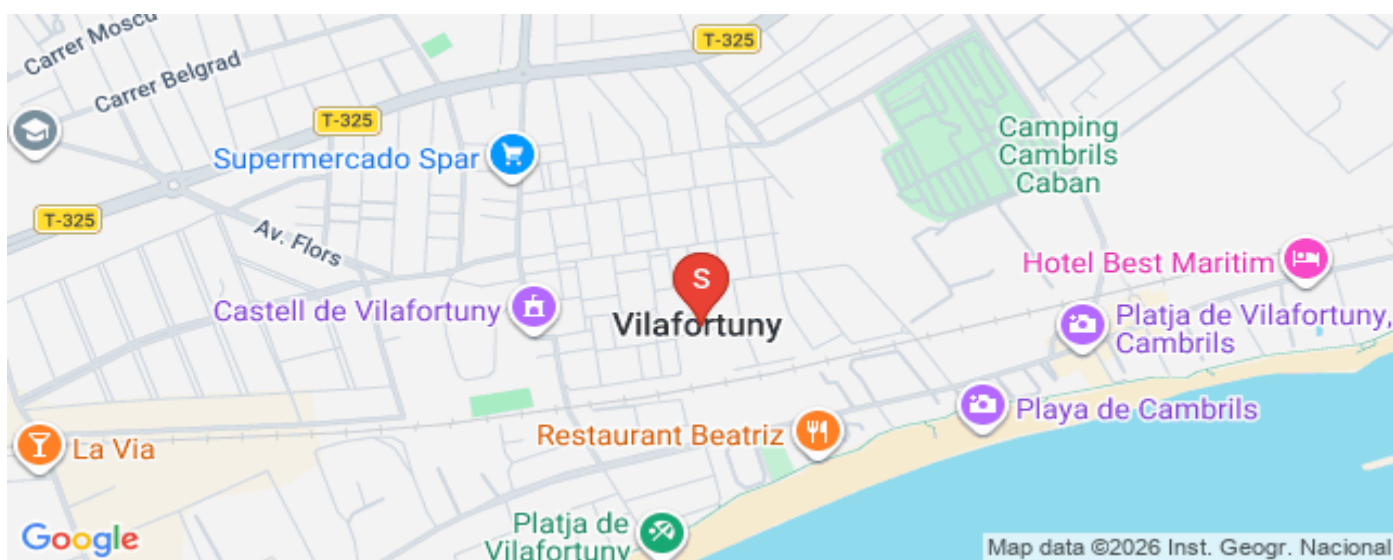 Carrer Moscú
Carrer Belgrad
T-325
T-325
T-325
Supermercado Spar
Av. Flors
Camping
Cambrils
Caban
Hotel Best Maritim
S
Vilafortuny
Castell de Vilafortuny
Platja de Vilafortuny,
Cambrils
Playa de Cambrils
Restaurant Beatriz
La Via
Platja de
Vilafortuny
Google
Map data ©2026 Inst. Geogr. Nacional